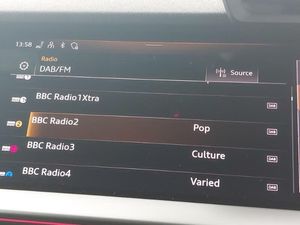 13:58
Radio
DAB/FM
Source
BBC Radio1Xtra
BBC Radio2
Pop
BBC Radio3
Culture
BBC Radio4
Varied